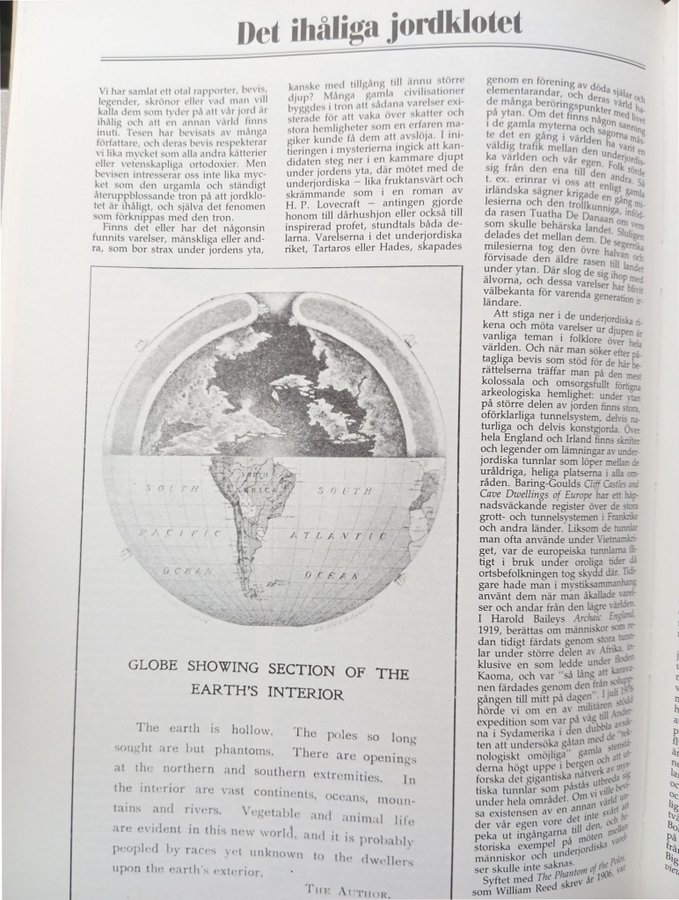 Det ihåliga jordklotet
Vi har samlat ett otal rapporter, bevis,
legender, skrönor eller vad man vill
kalla dem som tyder på att vår jord är
ihålig och att en annan värld finns
inuti. Tesen har bevisats av många
författare, och deras bevis respekterar
vi lika mycket som alla andra kätterier
eller vetenskapliga ortodoxier. Men
bevisen intresserar oss inte lika myc-
ket som den urgamla och ständigt
återuppblossande tron på att jordklo-
tet är ihåligt, och själva det fenomen
som förknippas med den tron.
Finns det eller har det någonsin
funnits varelser, mänskliga eller and-
ra, som bor strax under jordens yta,
kanske med tillgång till ännu större
djup? Många gamla civilisationer
byggdes i tron att sådana varelser exi-
sterade för att vaka över skatter och
stora hemligheter som en erfaren ma-
giker kunde få dem att avslöja. I ini-
tieringen i mysterierna ingick att kan-
didaten steg ner i en kammare djupt
under jordens yta, där mötet med de
underjordiska – lika fruktansvärt och
skrämmande som i en roman av
H. P. Lovecraft – antingen gjorde
honom till dårhushjon eller också till
inspirerad profet, stundtals båda de-
larna. Varelserna i det underjordiska
riket, Tartaros eller Hades, skapades
genom en förening av döda själar och
elementarandar, och deras värld ha-
de många beröringspunkter med livet
på ytan. Om det finns någon sanning
i de gamla myterna och sagorna mås-
te det en gång i världen ha varit en
väldig trafik mellan den underjordis-
ka världen och vår egen. Folk rörde
sig från den ena till den andra. Så
t. ex. erinrar vi oss att enligt gamla
irländska sägner krigade en gång mi-
lesierna och den trollkunniga, inföd-
da rasen Tuatha De Danaan om vem
som skulle behärska landet. Slutligen
delades det mellan dem. De segerrika
milesierna tog den övre halvan och
förvisade den äldre rasen till landet
under ytan. Där slog de sig ihop med
älvorna, och dessa varelser har blivit
välbekanta för varenda generation ir-
ländare.
Att stiga ner i de underjordiska ri-
kena och möta varelser ur djupen är
vanliga teman i folklore över hela
världen. Och när man söker efter på-
tagliga bevis som stöd för de här be-
rättelserna träffar man på den mest
kolossala och omsorgsfullt förtigna
arkeologiska hemlighet: under ytan
på större delen av jorden finns stora,
oförklarliga tunnelsystem, delvis na-
turliga och delvis konstgjorda. Över
hela England och Irland finns skrifter
och legender om lämningar av under-
jordiska tunnlar som löper mellan de
uråldriga, heliga platserna i alla om-
råden. Baring-Goulds Cliff Castles and
Cave Dwellings of Europe har ett häp-
nadsväckande register över de stora
grott- och tunnelsystemen i Frankrike
och andra länder. Liksom de tunnlar
man ofta använde under Vietnamkri-
get, var de europeiska tunnlarna fli-
tigt i bruk under oroliga tider då
ortsbefolkningen tog skydd där. Tidi-
gare hade man i mystiksammanhang
använt dem när man åkallade varel-
ser och andar från den lägre världen.
I Harold Baileys Archaic England,
1919, berättas om människor som re-
dan tidigt färdats genom stora tunn-
lar under större delen av Afrika, in-
klusive en som ledde under floden
Kaoma, och var "så lång att karava-
nen färdades genom den från solupp-
gången till mitt på dagen". I juli 1976
hörde vi om en av militären stödd
expedition som var på väg till Ander-
na i Sydamerika i den dubbla avsik-
ten att undersöka gåtan med de "tek-
nologiskt omöjliga" gamla stenstä-
derna högt uppe i bergen och att ut-
forska det gigantiska nätverk av mys-
tiska tunnlar som påstås utbreda sig
under hela området. Om vi ville bevi-
sa existensen av en annan värld un-
der vår egen vore det inte svårt att
peka ut ingångarna till den, och hi-
storiska exempel på möten mellan
människor och underjordiska varel-
ser skulle inte saknas.
Syftet med The Phantom of the Poles,
som William Reed skrev år 1906, var
SOUTH
SOUTH AMERICA
SOUTH
PACIFIC
ATLANTIC
OCEAN
OCEAN
GLOBE SHOWING SECTION OF THE
EARTH'S INTERIOR
The earth is hollow. The poles so long
sought are but phantoms. There are openings
at the northern and southern extremities. In
the interior are vast continents, oceans, moun-
tains and rivers. Vegetable and animal life
are evident in this new world, and it is probably
peopled by races yet unknown to the dwellers
upon the earth's exterior.
THE AUTHOR.